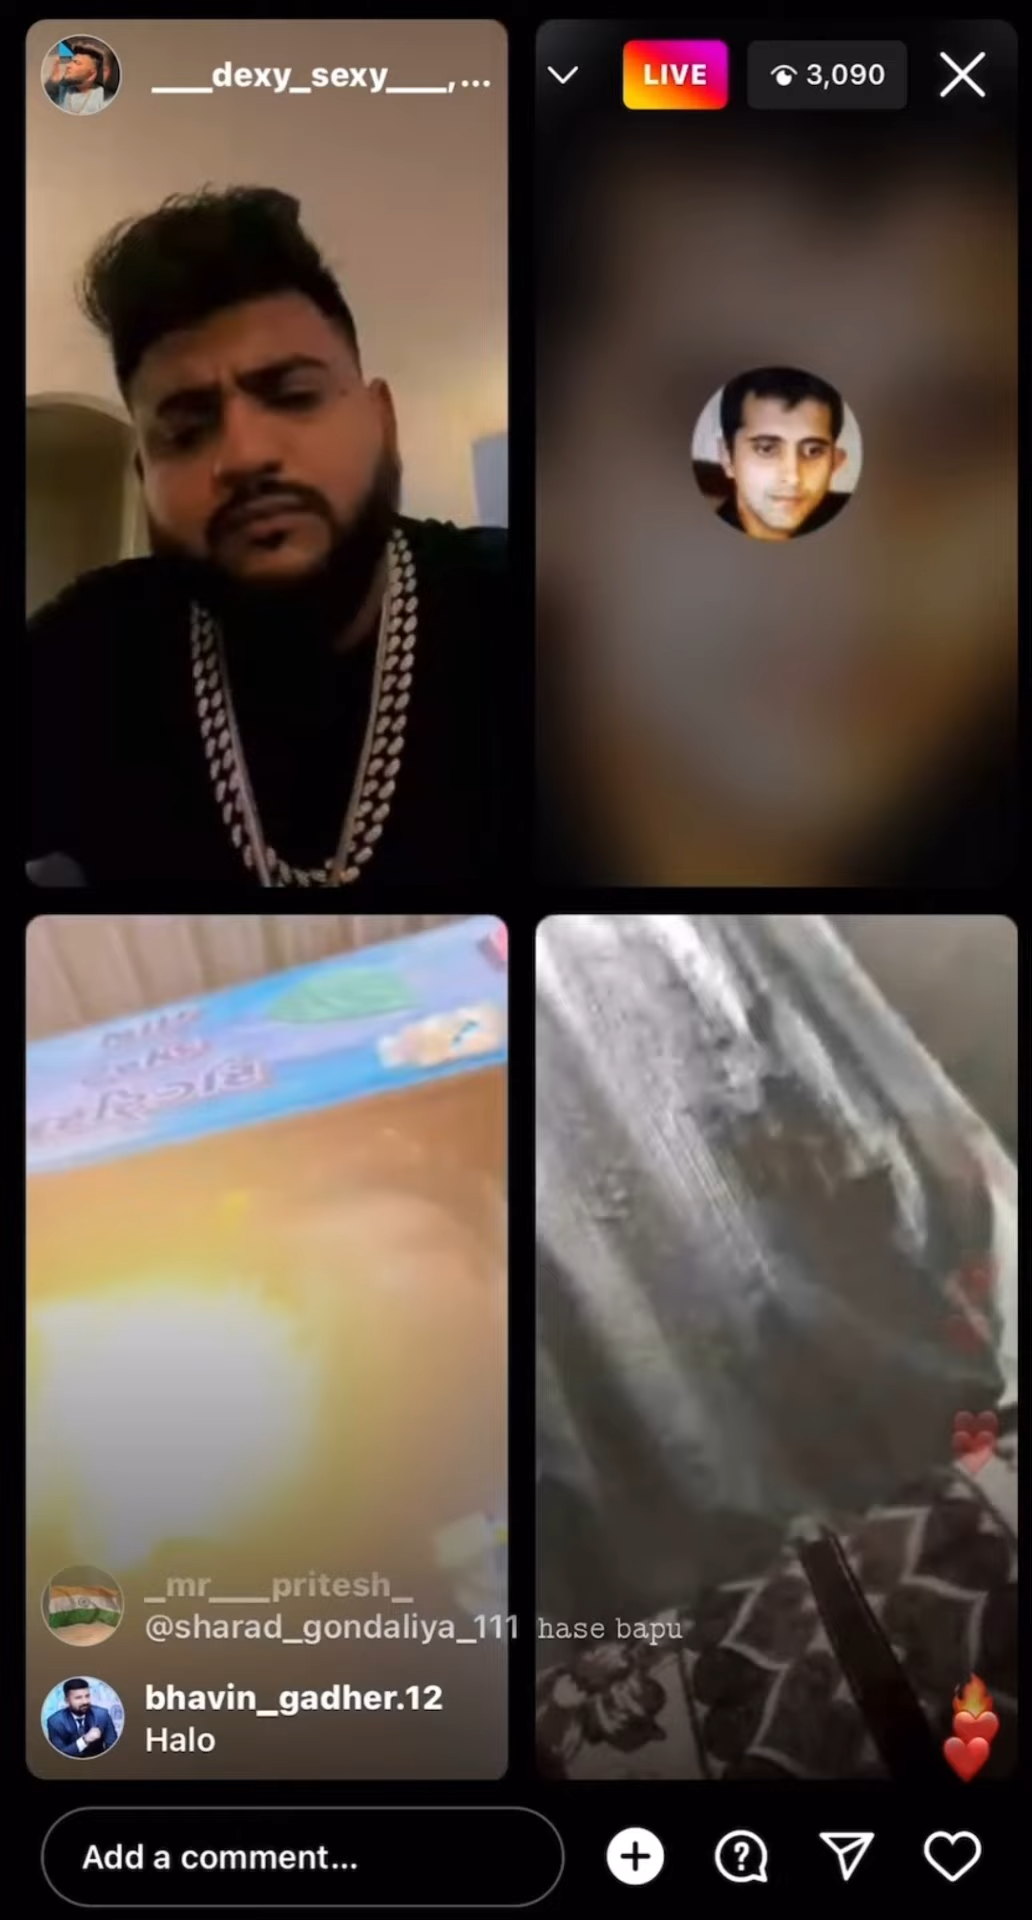 ___dexy_sexy___,...
LIVE
3,090
_mr___pritesh_
@sharad_gondaliya_111 hase bapu
bhavin_gadher.12
Halo
Add a comment...